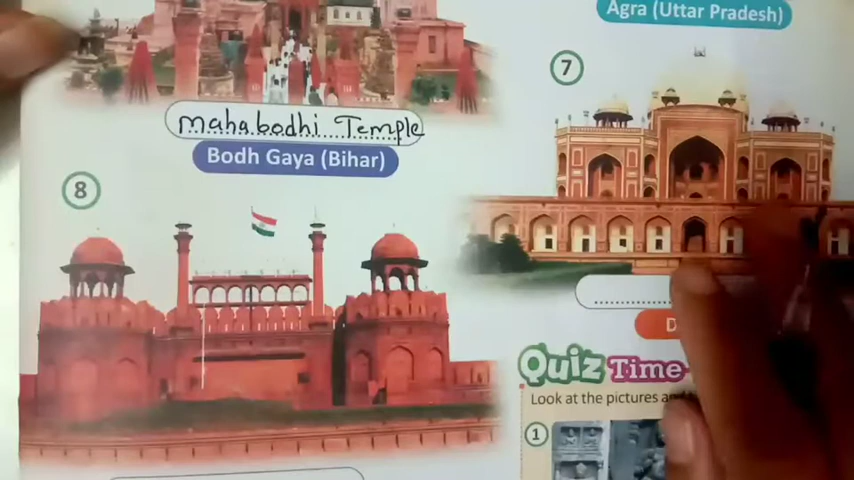 Agra (Uttar Pradesh)
7
mahabodhi Temple
Bodh Gaya (Bihar)
8
D
Quiz Time
Look at the pictures
1